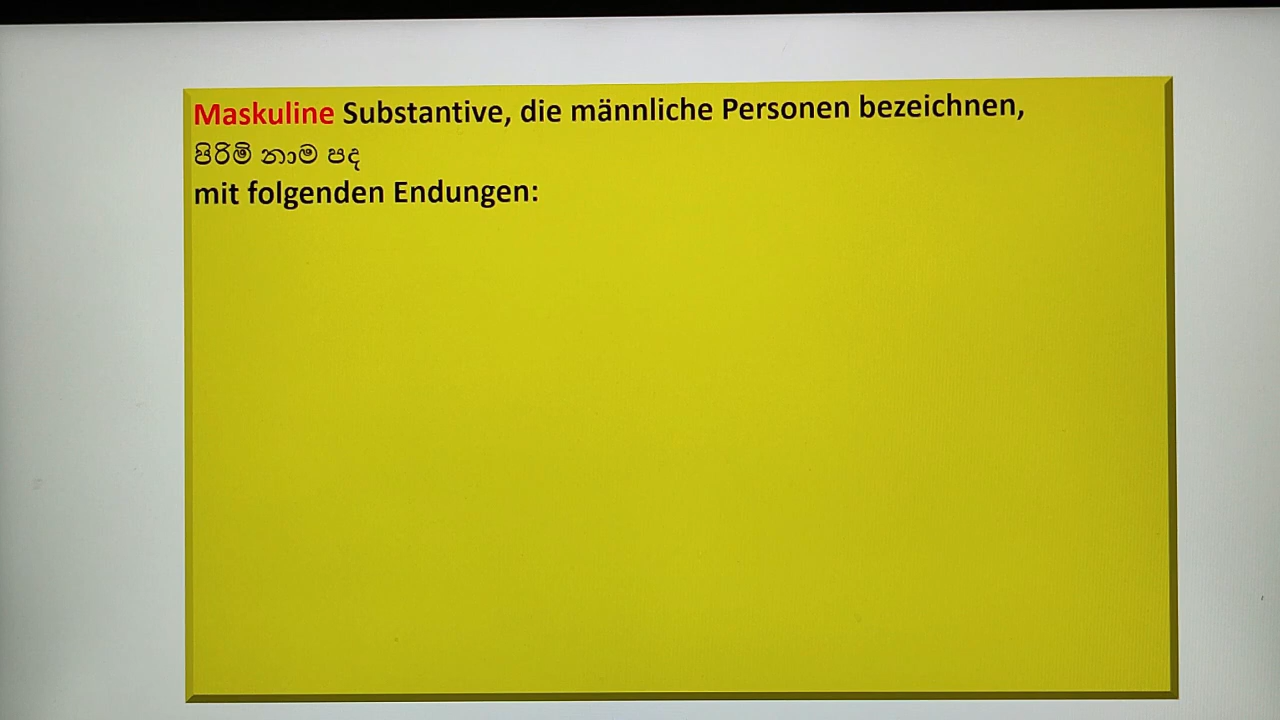 Maskuline Substantive, die männliche Personen bezeichnen,
පිරිමි නාම පද
mit folgenden Endungen: